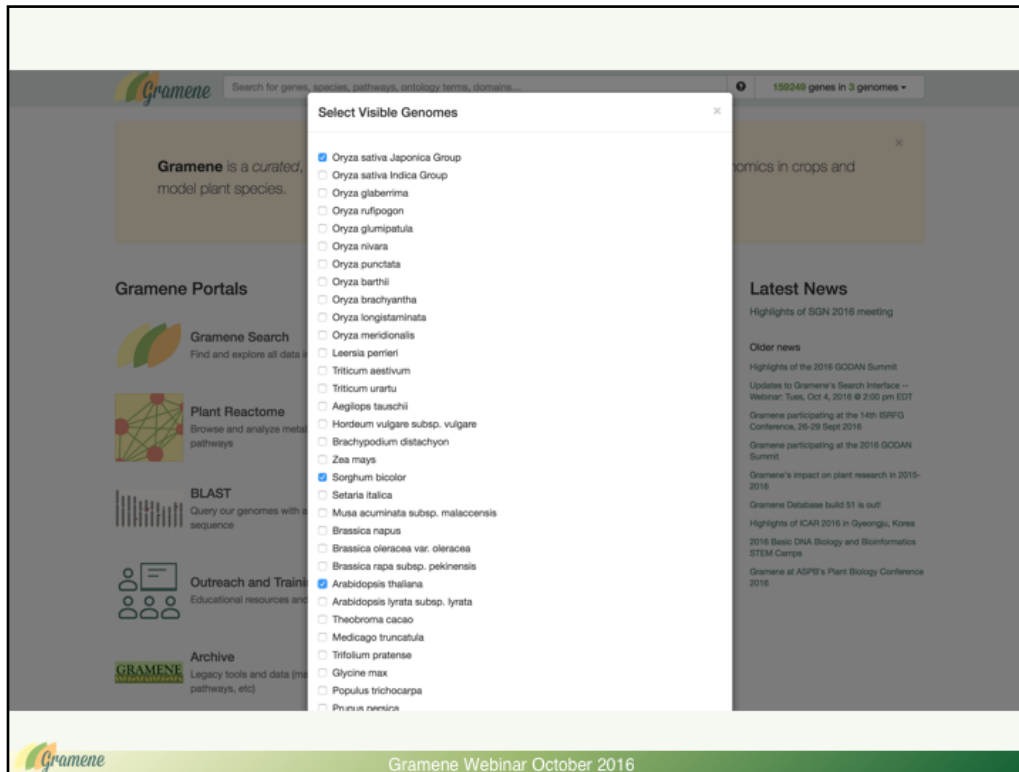 Gramene
Search for genes, species, pathways, ontology terms, domains...
159249 genes in 3 genomes
Select Visible Genomes
×
Oryza sativa Japonica Group
Oryza sativa Indica Group
Oryza glaberrima
Oryza rufipogon
Oryza glumipatula
Oryza nivara
Oryza punctata
Oryza barthii
Oryza brachyantha
Oryza longistaminata
Oryza meridionalis
Leersia perrieri
Triticum aestivum
Triticum urartu
Aegilops tauschii
Hordeum vulgare subsp. vulgare
Brachypodium distachyon
Zea mays
Sorghum bicolor
Setaria italica
Musa acuminata subsp. malaccensis
Brassica napus
Brassica oleracea var. oleracea
Brassica rapa subsp. pekinensis
Arabidopsis thaliana
Arabidopsis lyrata subsp. lyrata
Theobroma cacao
Medicago truncatula
Trifolium pratense
Glycine max
Populus trichocarpa
Prunus persica
×
Gramene is a curated,
omics in crops and
model plant species.
Gramene Portals
Gramene Search
Find and explore all data i
Plant Reactome
Browse and analyze metal
pathways
BLAST
Query our genomes with a
sequence
Outreach and Traini
Educational resources and
GRAMENE
Archive
Legacy tools and data (ma
pathways, etc)
Latest News
Highlights of SGN 2016 meeting
Older news
Highlights of the 2016 GODAN Summit
Updates to Gramene's Search Interface --
Webinar: Tues, Oct 4, 2016 @ 2:00 pm EDT
Gramene participating at the 14th ISPFG
Conference, 26-29 Sept 2016
Gramene participating at the 2016 GODAN
Summit
Gramene's impact on plant research in 2015-
2016
Gramene Database build 51 is out!
Highlights of ICAR 2016 in Gyeongju, Korea
2016 Basic DNA Biology and Bioinformatics
STEM Camps
Gramene at ASPB's Plant Biology Conference
2016
Gramene
Gramene Webinar October 2016